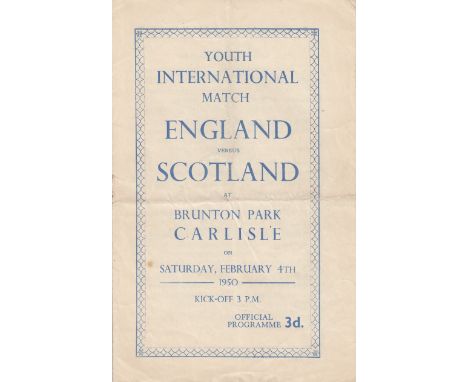 YOUTH
INTERNATIONAL
MATCH
ENGLAND
VERSUS
SCOTLAND
AT
BRUNTON PARK
CARLISLE
ON
SATURDAY, FEBRUARY 4TH
1950
KICK-OFF 3 P.M.
OFFICIAL
PROGRAMME 3d.